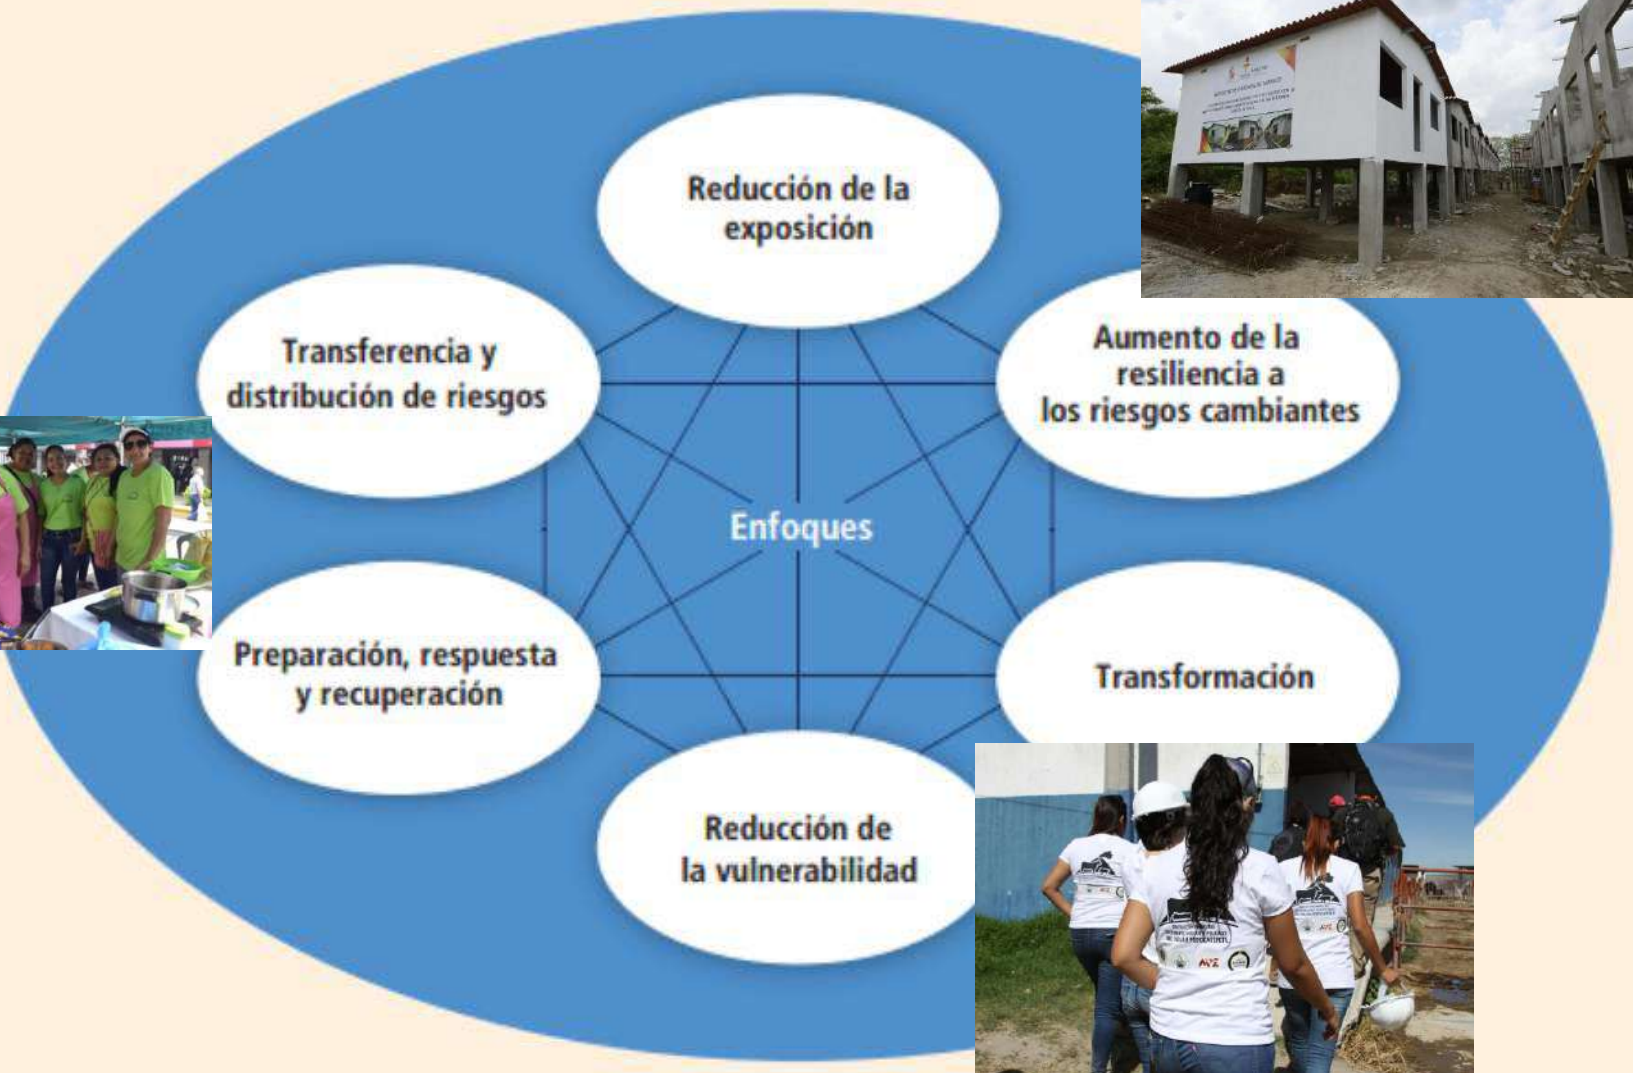 Reducción de la
exposición
Transferencia y
distribución de riesgos
Aumento de la
resiliencia a
los riesgos cambiantes
Enfoques
Preparación, respuesta
y recuperación
Transformación
Reducción de
la vulnerabilidad